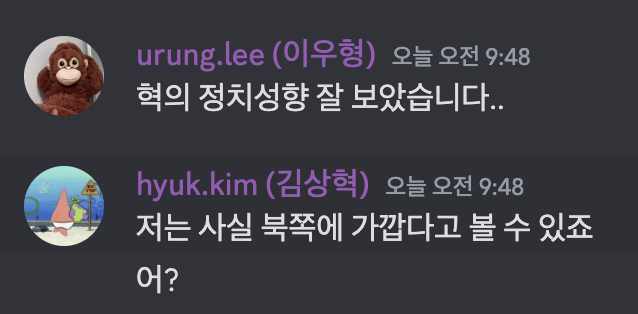 urung.lee (이우형) 오늘 오전 9:48
혁의 정치성향 잘 보았습니다..
hyuk.kim (김상혁) 오늘 오전 9:48
저는 사실 북쪽에 가깝다고 볼 수 있죠
어?